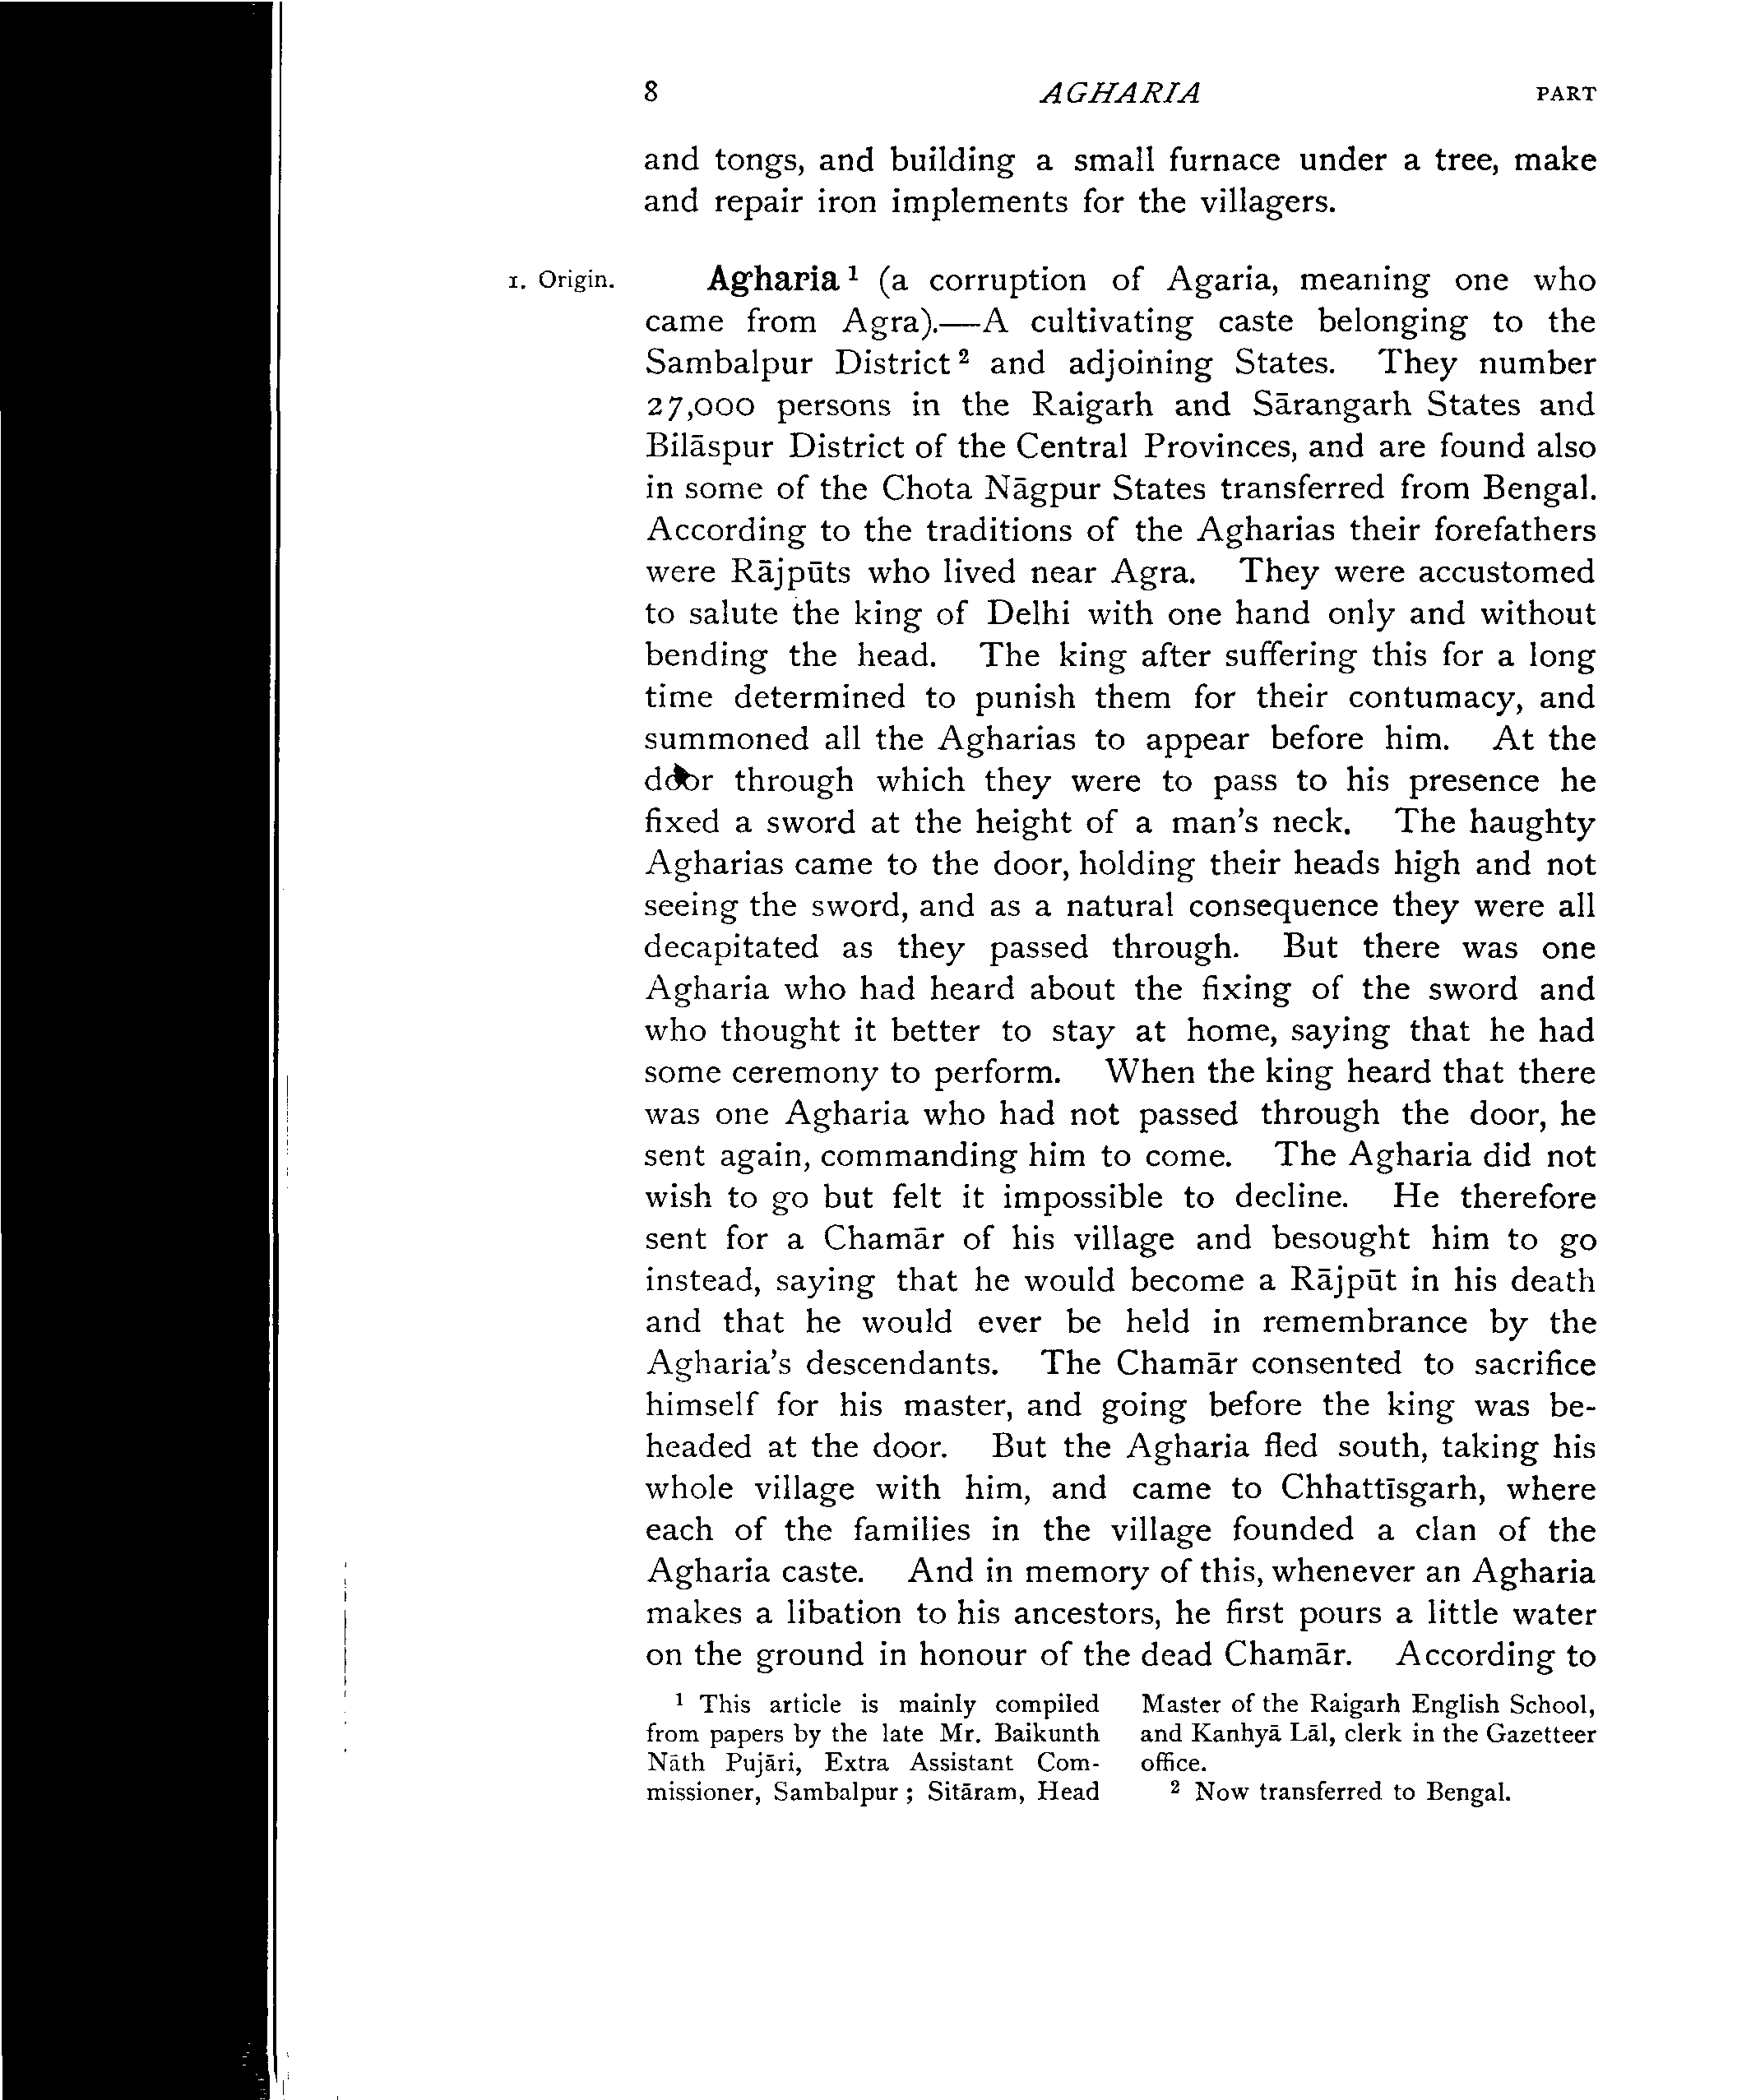 8 AGHARIA PART
and tongs, and building a small furnace under a tree, make
and repair iron implements for the villagers.
1. Origin.
Agharia 1 (a corruption of Agaria, meaning one who
came from Agra).—A cultivating caste belonging to the
Sambalpur District 2 and adjoining States. They number
27,000 persons in the Raigarh and Sārangarh States and
Bilāspur District of the Central Provinces, and are found also
in some of the Chota Nāgpur States transferred from Bengal.
According to the traditions of the Agharias their forefathers
were Rājpūts who lived near Agra. They were accustomed
to salute the king of Delhi with one hand only and without
bending the head. The king after suffering this for a long
time determined to punish them for their contumacy, and
summoned all the Agharias to appear before him. At the
door through which they were to pass to his presence he
fixed a sword at the height of a man's neck. The haughty
Agharias came to the door, holding their heads high and not
seeing the sword, and as a natural consequence they were all
decapitated as they passed through. But there was one
Agharia who had heard about the fixing of the sword and
who thought it better to stay at home, saying that he had
some ceremony to perform. When the king heard that there
was one Agharia who had not passed through the door, he
sent again, commanding him to come. The Agharia did not
wish to go but felt it impossible to decline. He therefore
sent for a Chamār of his village and besought him to go
instead, saying that he would become a Rājpūt in his death
and that he would ever be held in remembrance by the
Agharia's descendants. The Chamār consented to sacrifice
himself for his master, and going before the king was be-
headed at the door. But the Agharia fled south, taking his
whole village with him, and came to Chhattīsgarh, where
each of the families in the village founded a clan of the
Agharia caste. And in memory of this, whenever an Agharia
makes a libation to his ancestors, he first pours a little water
on the ground in honour of the dead Chamār. According to
1 This article is mainly compiled
from papers by the late Mr. Baikunth
Nāth Pujāri, Extra Assistant Com-
missioner, Sambalpur ; Sitāram, Head
Master of the Raigarh English School,
and Kanhyā Lāl, clerk in the Gazetteer
office.
2 Now transferred to Bengal.